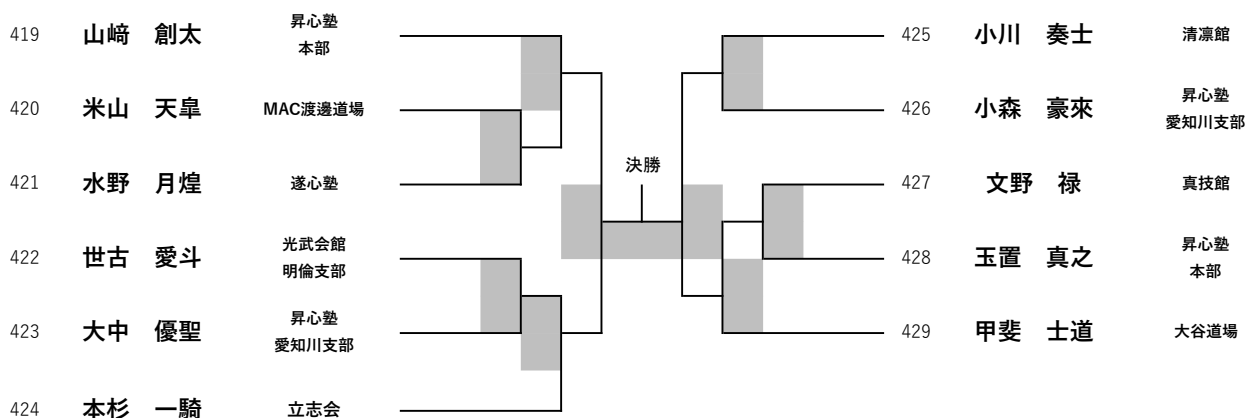 419 山﨑 創太 昇心塾
本部
420 米山 天皐 MAC渡邊道場
421 水野 月煌 遂心塾
422 世古 愛斗 光武会館
明倫支部
423 大中 優聖 昇心塾
愛知川支部
424 本杉 一騎 立志会
決勝
425 小川 奏士 清凛館
426 小森 豪來 昇心塾
愛知川支部
427 文野 禄 真技館
428 玉置 真之 昇心塾
本部
429 甲斐 士道 大谷道場